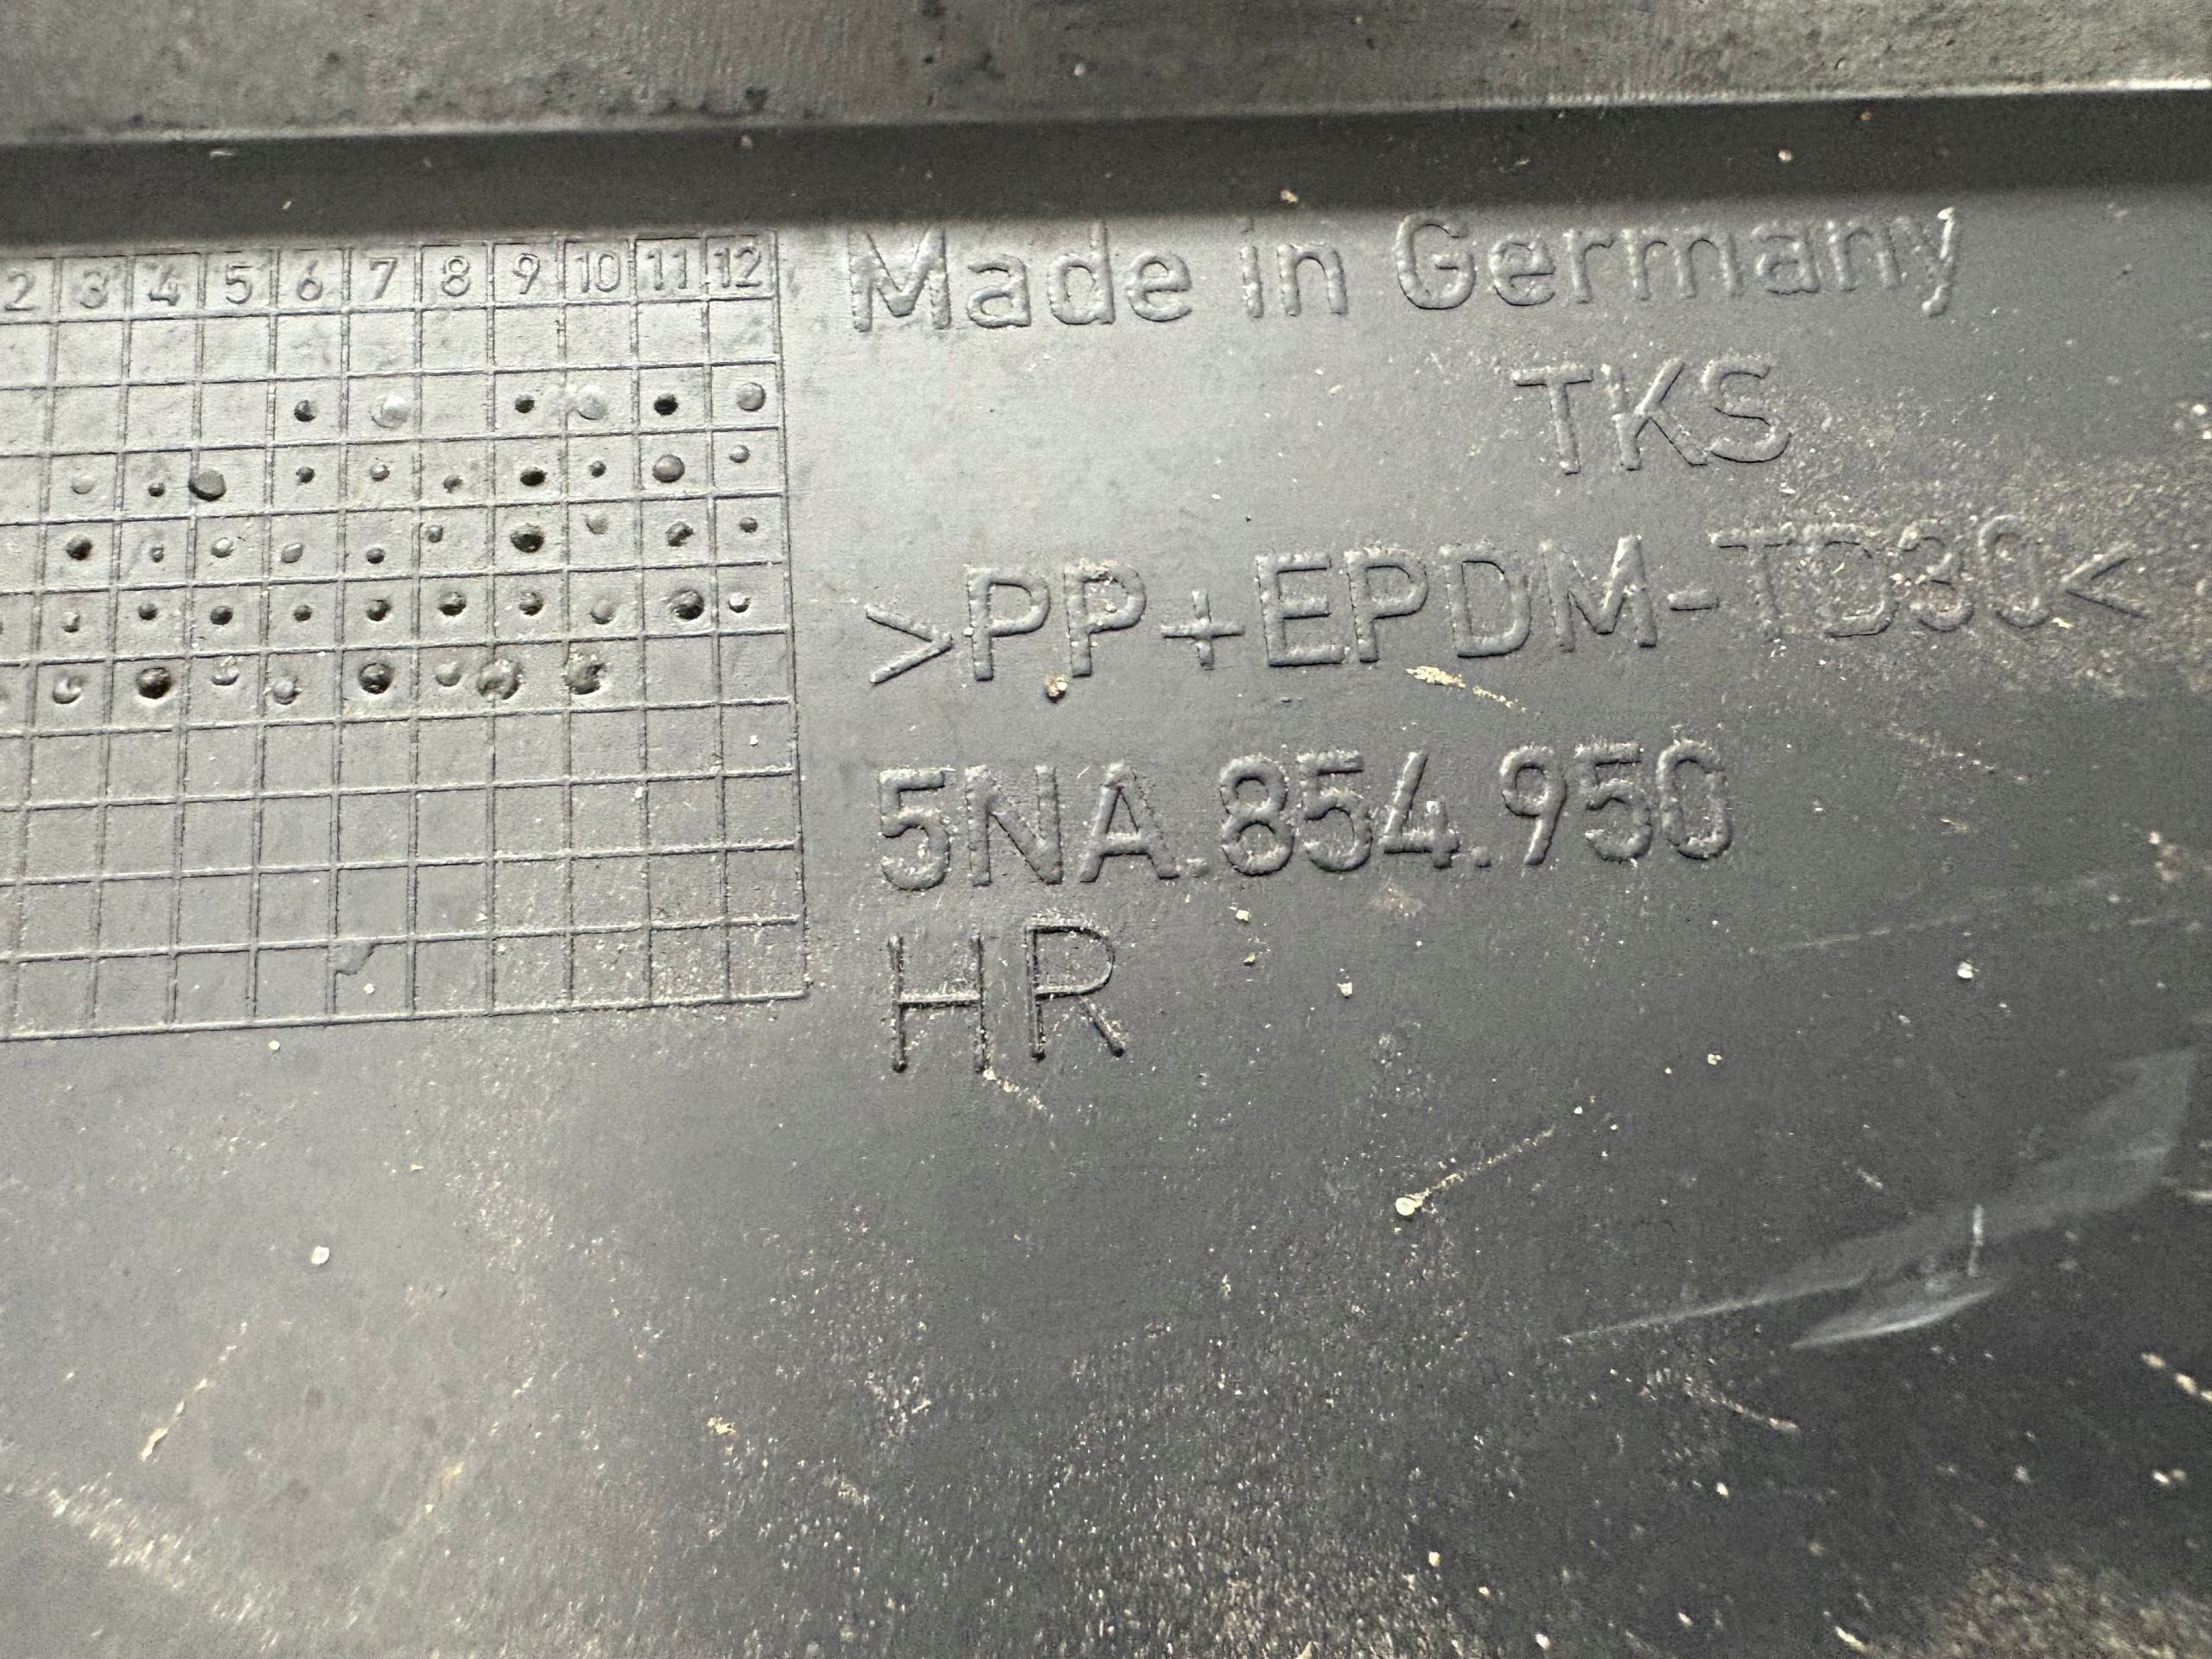 2 3 4 5 6 7 8 9 10 11 12
Made in Germany
TKS
>PP+EPDM-TD30<
5NA.854.950
HR